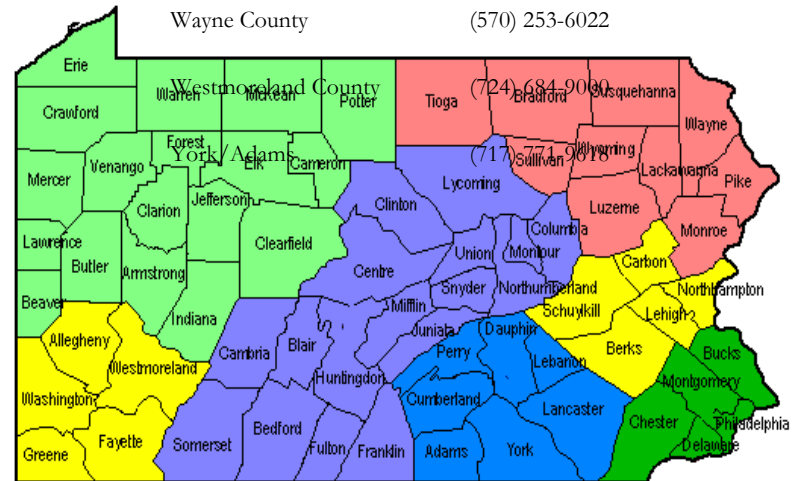 Wayne County (570) 253-6022
Erie
Westmoreland County (724) 684-9000
Warren McKean Potter Tioga Bradford Susquehanna
Crawford
Wayne
Forest
York/Adams (717) 771-9618
Venango Elk Cameron Sullivan Wyoming
Mercer Lycoming Lackawanna Pike
Clarion Jefferson Clinton Luzerne
Lawrence Clearfield Columbia Monroe
Butler Armstrong Centre Union Montour Carbon
Beaver Mifflin Snyder Northumberland Northhampton
Indiana Juniata Schuylkill Lehigh
Allegheny Cambria Blair Perry Dauphin Berks Bucks
Westmoreland Huntingdon Lebanon Montgomery
Washington Cumberland Lancaster Philadelphia
Greene Fayette Somerset Bedford Fulton Franklin Adams York Chester Delaware